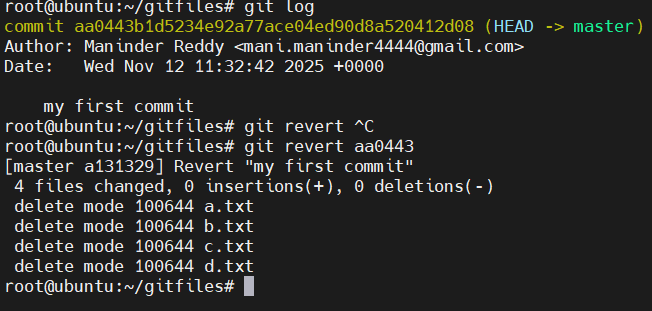 root@ubuntu:~/gitfiles# git log
commit aa0443b1d5234e92a77ace04ed90d8a520412d08 (HEAD -> master)
Author: Maninder Reddy <mani.maninder4444@gmail.com>
Date:   Wed Nov 12 11:32:42 2025 +0000
    my first commit
root@ubuntu:~/gitfiles# git revert ^C
root@ubuntu:~/gitfiles# git revert aa0443
[master a131329] Revert "my first commit"
 4 files changed, 0 insertions(+), 0 deletions(-)
 delete mode 100644 a.txt
 delete mode 100644 b.txt
 delete mode 100644 c.txt
 delete mode 100644 d.txt
root@ubuntu:~/gitfiles#